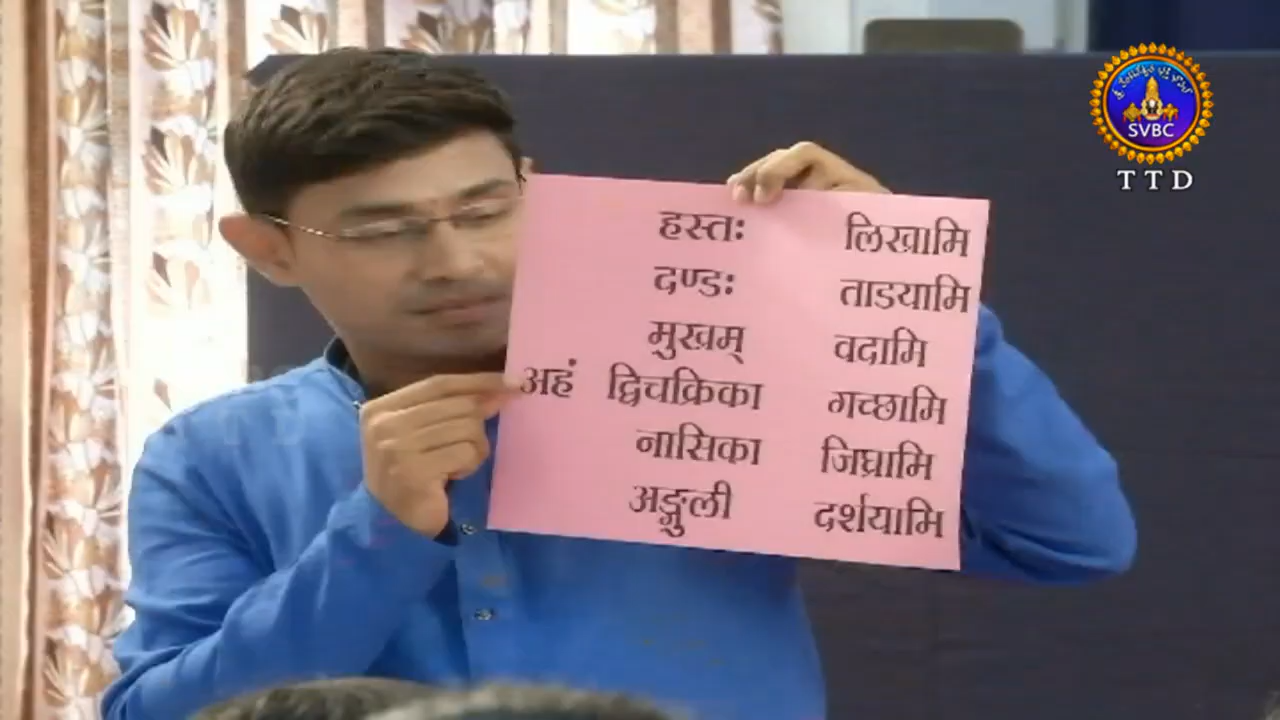 SVBC
TTD
हस्तः लिखामि
दण्डः ताडयामि
मुखम् वदामि
अहं द्विचक्रिका गच्छामि
नासिका जिघ्रामि
अङ्गुली दर्शयामि